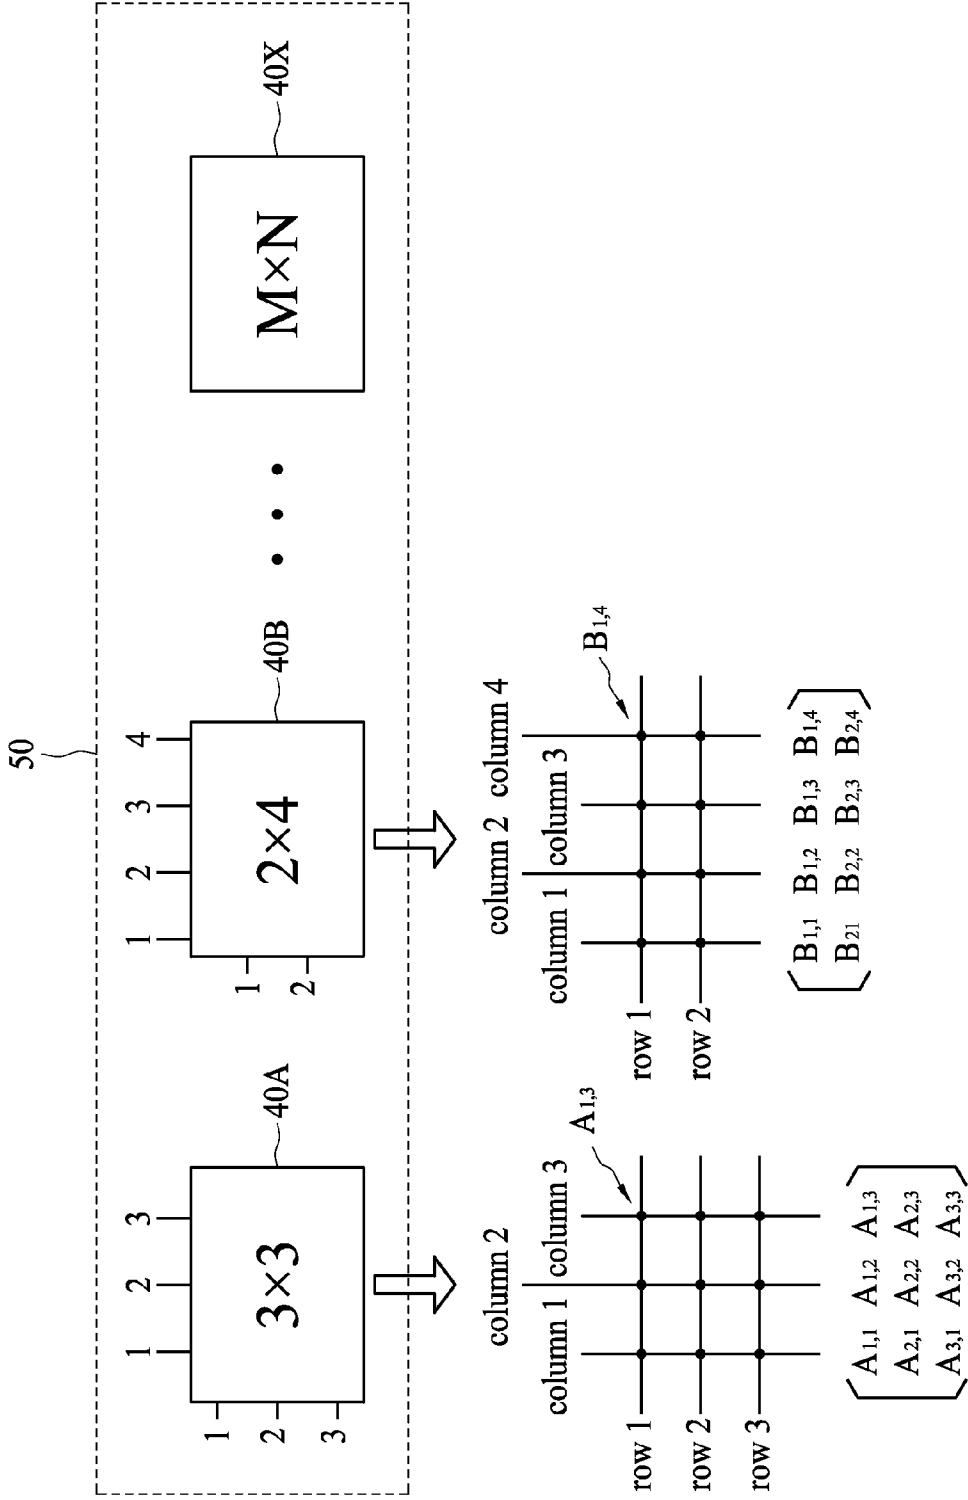 50
40A
40B
40X
1 2 3
1
2
3
3×3
1 2 3 4
1
2
2×4
M×N
column 2
column 1 column 3
A1,3
row 1
row 2
row 3
A1,1 A1,2 A1,3
A2,1 A2,2 A2,3
A3,1 A3,2 A3,3
column 2 column 4
column 1 column 3
B1,4
row 1
row 2
B1,1 B1,2 B1,3 B1,4
B21 B2,2 B2,3 B2,4